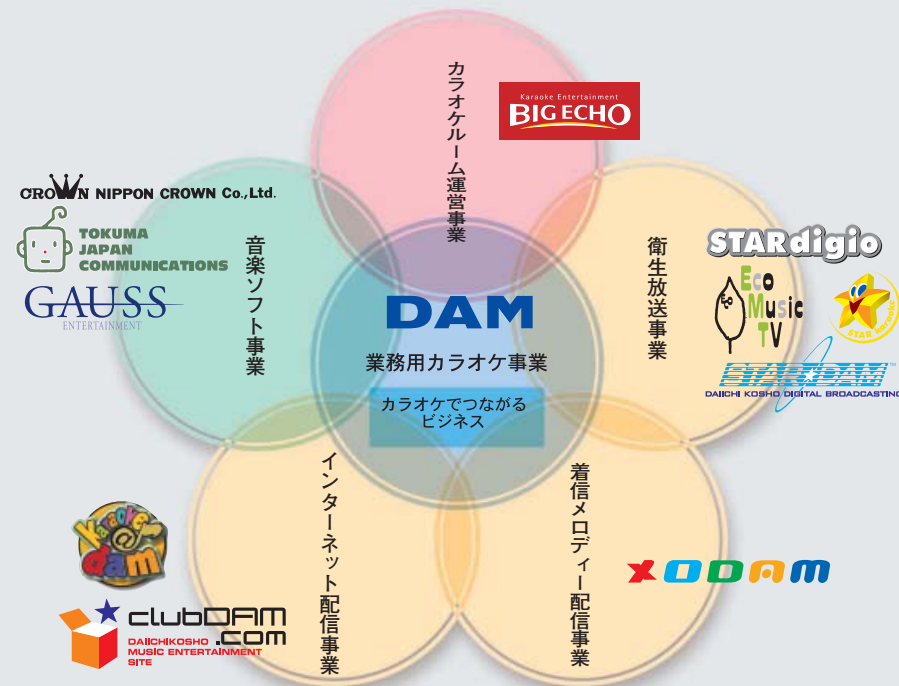 カラオケルーム運営事業
Karaoke Entertainment
BIG ECHO
CROWN NIPPON CROWN Co.,Ltd.
TOKUMA
JAPAN
COMMUNICATIONS
GAUSS
ENTERTAINMENT
音楽ソフト事業
DAM
業務用カラオケ事業
カラオケでつながる
ビジネス
衛生放送事業
STARdigio
Eco
Music
TV
STAR karaoke
STAR DAM
DAIICHI KOSHO DIGITAL BROADCASTING
インターネット配信事業
karaoke
@
dam
clubDAM
.com
DAIICHIKOSHO
MUSIC ENTERTAINMENT
SITE
着信メロディー配信事業
XODAM